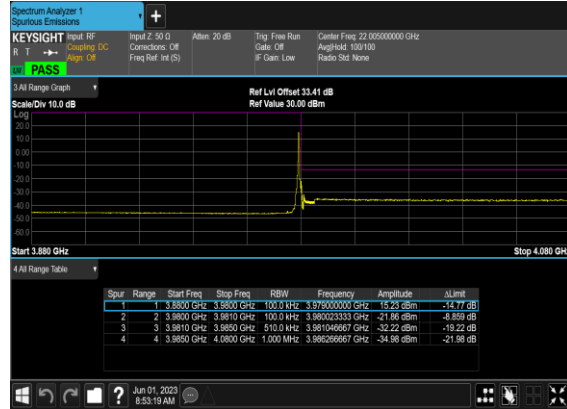 Spectrum Analyzer 1
Spurious Emissions
+
KEYSIGHT Input: RF Input Z: 50 Ω Atten: 20 dB Trig: Free Run Center Freq: 22.005000000 GHz
R T Coupling: DC Corrections: Off Gate: Off Avg|Hold: 100/100
Align: Off Freq Ref: Int (S) IF Gain: Low Radio Std: None
PASS
3 All Range Graph
Ref Lvl Offset 33.41 dB
Scale/Div 10.0 dB Ref Value 30.00 dBm
Log
20.0
10.0
0.00
-10.0
-20.0
-30.0
-40.0
-50.0
-60.0
Start 3.880 GHz Stop 4.080 GH
4 All Range Table
Spur Range Start Freq Stop Freq RBW Frequency Amplitude ΔLimit
1 1 3.8800 GHz 3.9800 GHz 100.0 kHz 3.979000000 GHz 15.23 dBm -14.77 dB
2 2 3.9800 GHz 3.9810 GHz 100.0 kHz 3.980023333 GHz -21.86 dBm -8.859 dB
3 3 3.9810 GHz 3.9850 GHz 510.0 kHz 3.981046667 GHz -32.22 dBm -19.22 dB
4 4 3.9850 GHz 4.0800 GHz 1.000 MHz 3.986266667 GHz -34.98 dBm -21.98 dB
?
Jun 01, 2023
8:53:19 AM